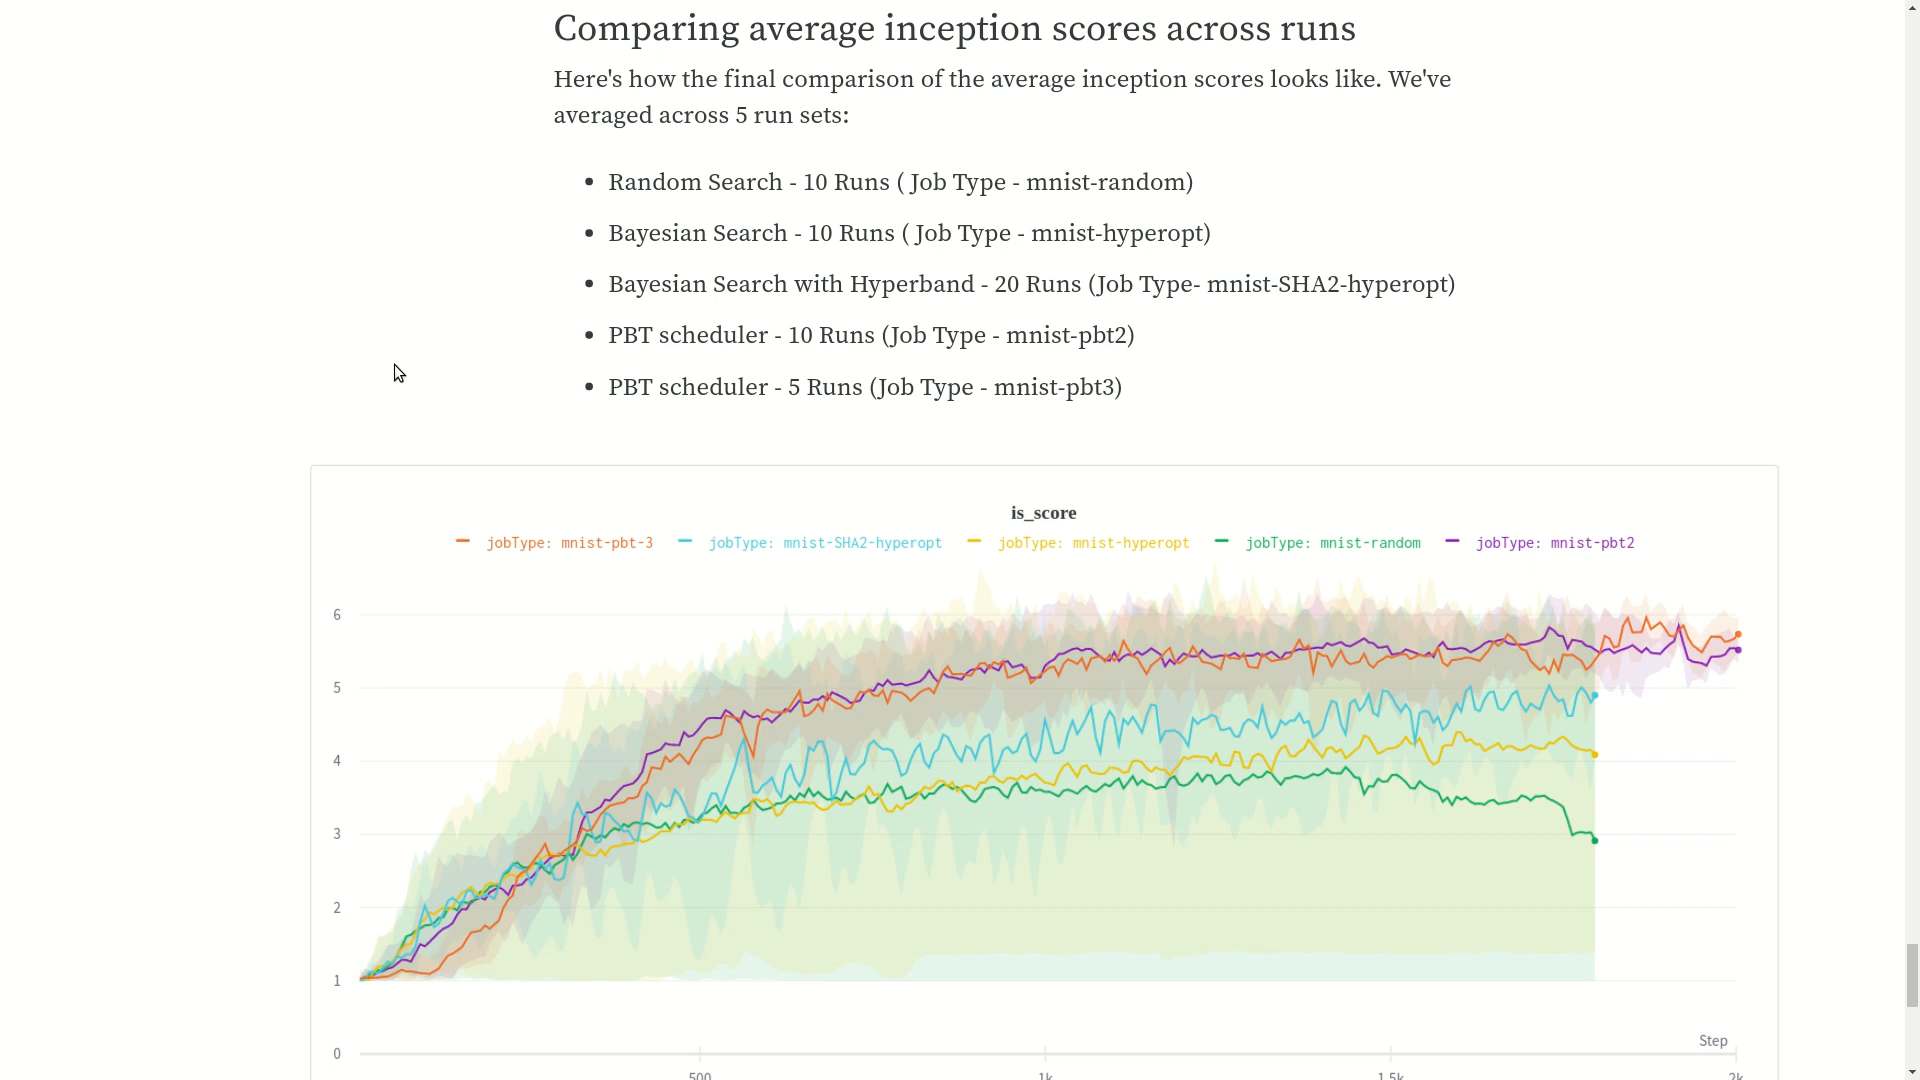 Comparing average inception scores across runs
Here's how the final comparison of the average inception scores looks like. We've
averaged across 5 run sets:
• Random Search - 10 Runs ( Job Type - mnist-random)
• Bayesian Search - 10 Runs ( Job Type - mnist-hyperopt)
• Bayesian Search with Hyperband - 20 Runs (Job Type- mnist-SHA2-hyperopt)
• PBT scheduler - 10 Runs (Job Type - mnist-pbt2)
• PBT scheduler - 5 Runs (Job Type - mnist-pbt3)
is_score
jobType: mnist-pbt-3 jobType: mnist-SHA2-hyperopt jobType: mnist-hyperopt jobType: mnist-random jobType: mnist-pbt2
6
5
4
3
2
1
0
Step
500 1k 1.5k 2k